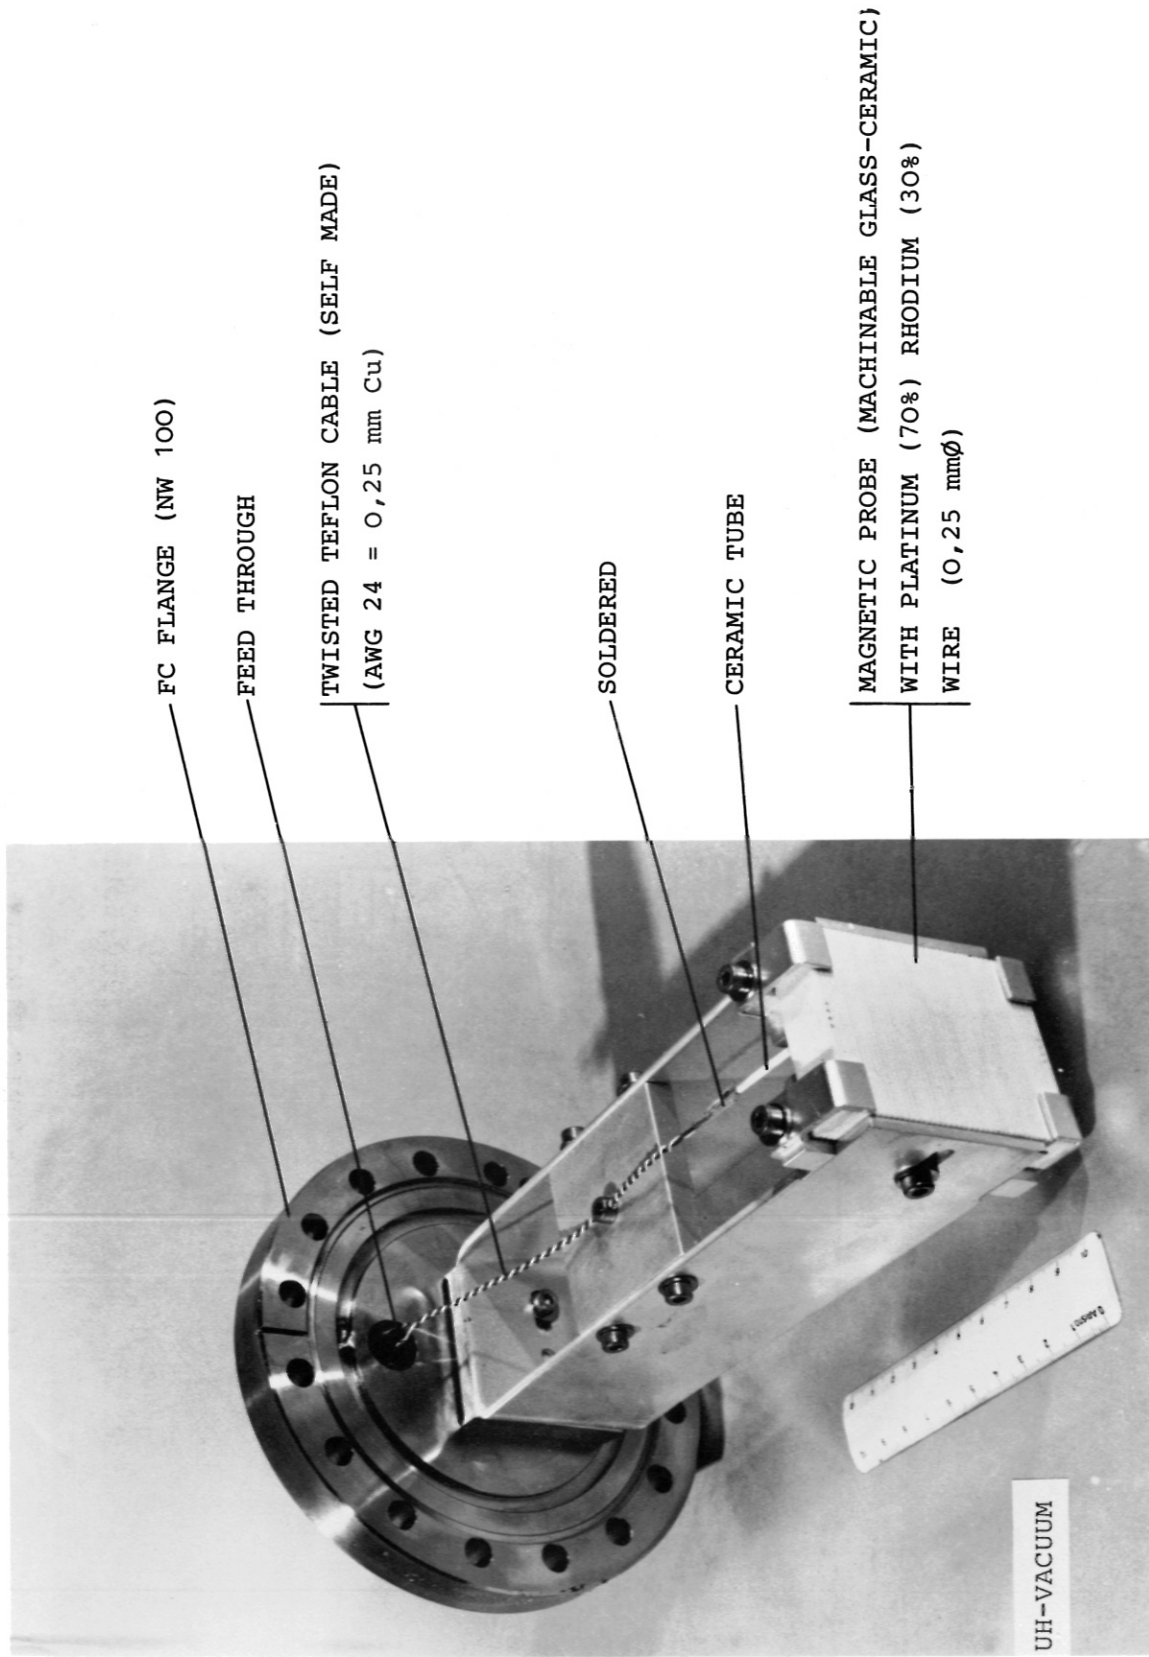 FC FLANGE (NW 100)
FEED THROUGH
TWISTED TEFLON CABLE (SELF MADE)
(AWG 24 = 0,25 mm Cu)
SOLDERED
CERAMIC TUBE
MAGNETIC PROBE (MACHINABLE GLASS-CERAMIC)
WITH PLATINUM (70%) RHODIUM (30%)
WIRE (0,25 mmØ)
UH-VACUUM
ARISTO